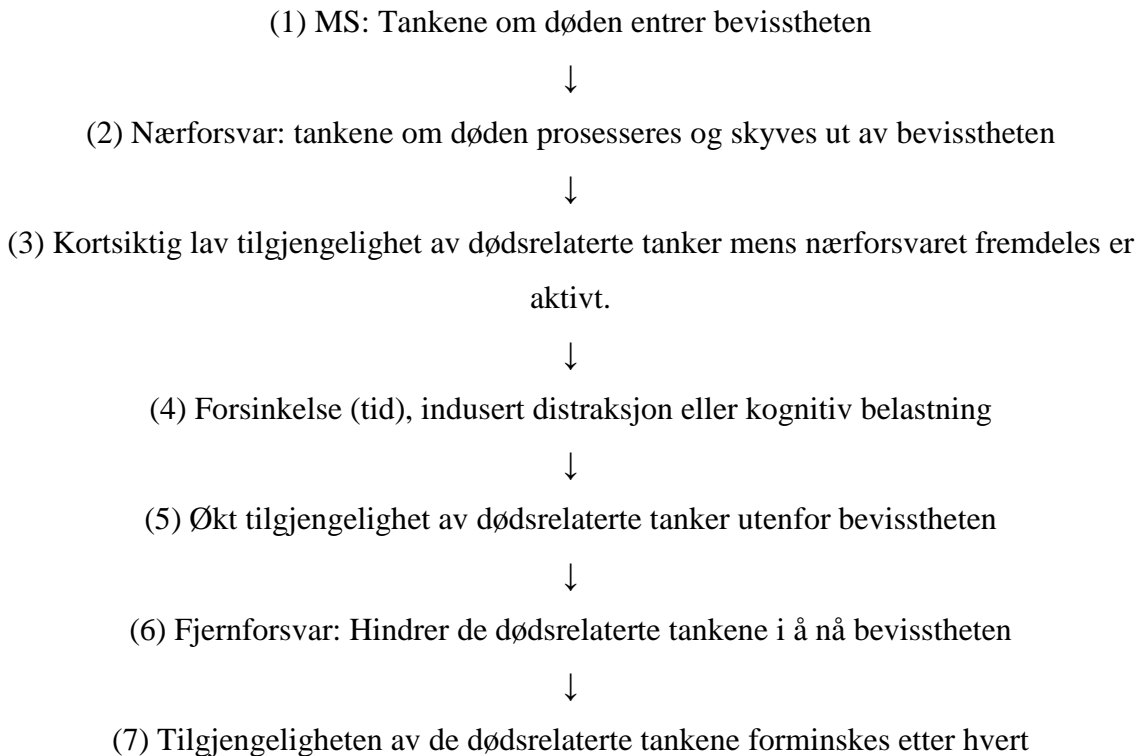 (1) MS: Tankene om døden entrer bevisstheten
↓
(2) Nærforsvar: tankene om døden prosesseres og skyves ut av bevisstheten
↓
(3) Kortsiktig lav tilgjengelighet av dødsrelaterte tanker mens nærforsvaret fremdeles er
aktivt.
↓
(4) Forsinkelse (tid), indusert distraksjon eller kognitiv belastning
↓
(5) Økt tilgjengelighet av dødsrelaterte tanker utenfor bevisstheten
↓
(6) Fjernforsvar: Hindrer de dødsrelaterte tankene i å nå bevisstheten
↓
(7) Tilgjengeligheten av de dødsrelaterte tankene forminskes etter hvert